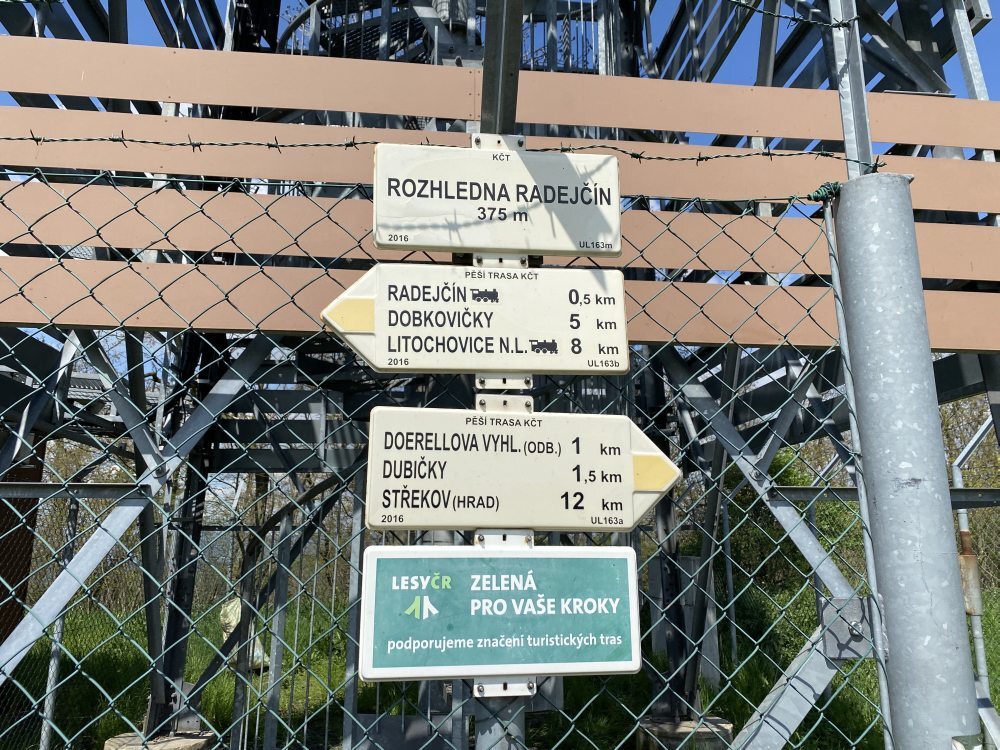 KČT
ROZHLEDNA RADEJČÍN
375 m
2016 UL163m
PĚŠÍ TRASA KČT
RADEJČÍN 0,5 km
DOBKOVIČKY 5 km
LITOCHOVICE N.L. 8 km
2016 UL163b
PĚŠÍ TRASA KČT
DOERELLOVA VYHL. (ODB.) 1 km
DUBIČKY 1,5 km
STŘEKOV (HRAD) 12 km
2016 UL163a
LESYČR ZELENÁ
PRO VAŠE KROKY
podporujeme značení turistických tras